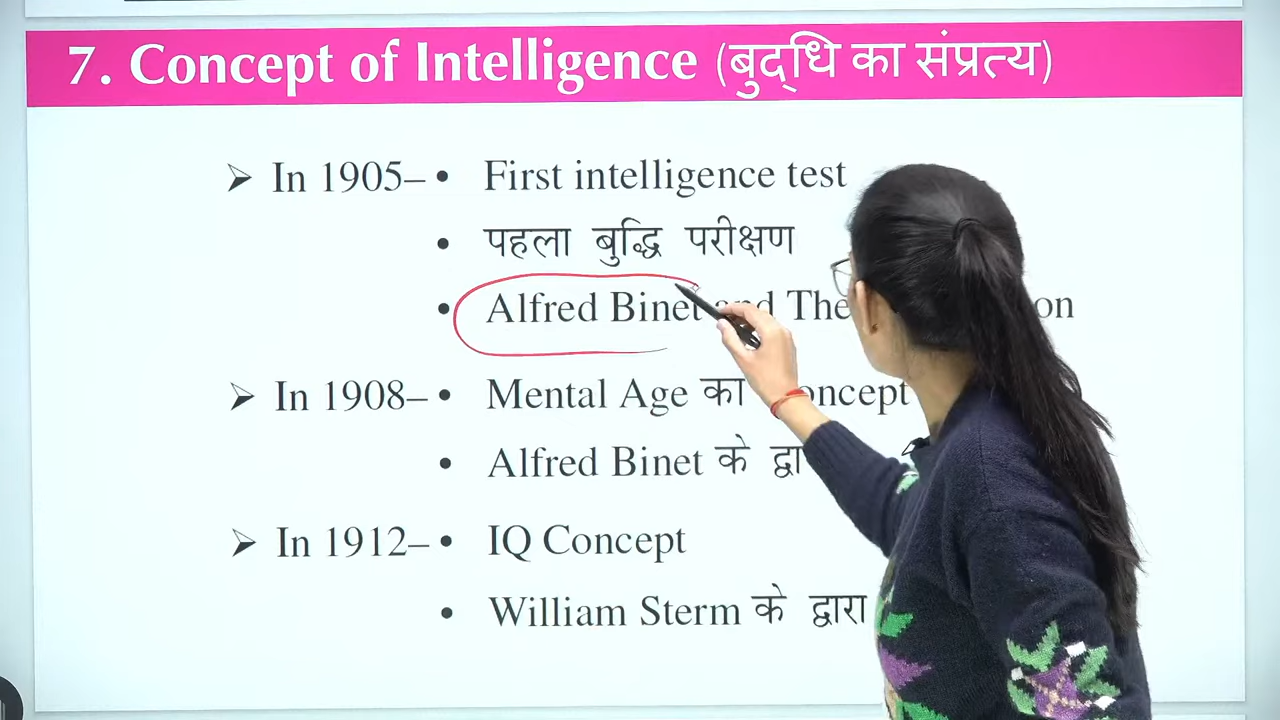 7. Concept of Intelligence (बुद्धि का संप्रत्य)
➢ In 1905– • First intelligence test
• पहला बुद्धि परीक्षण
• Alfred Binet and
➢ In 1908– • Mental Age का Concept
• Alfred Binet के
➢ In 1912– • IQ Concept
• William Sterm के द्वारा